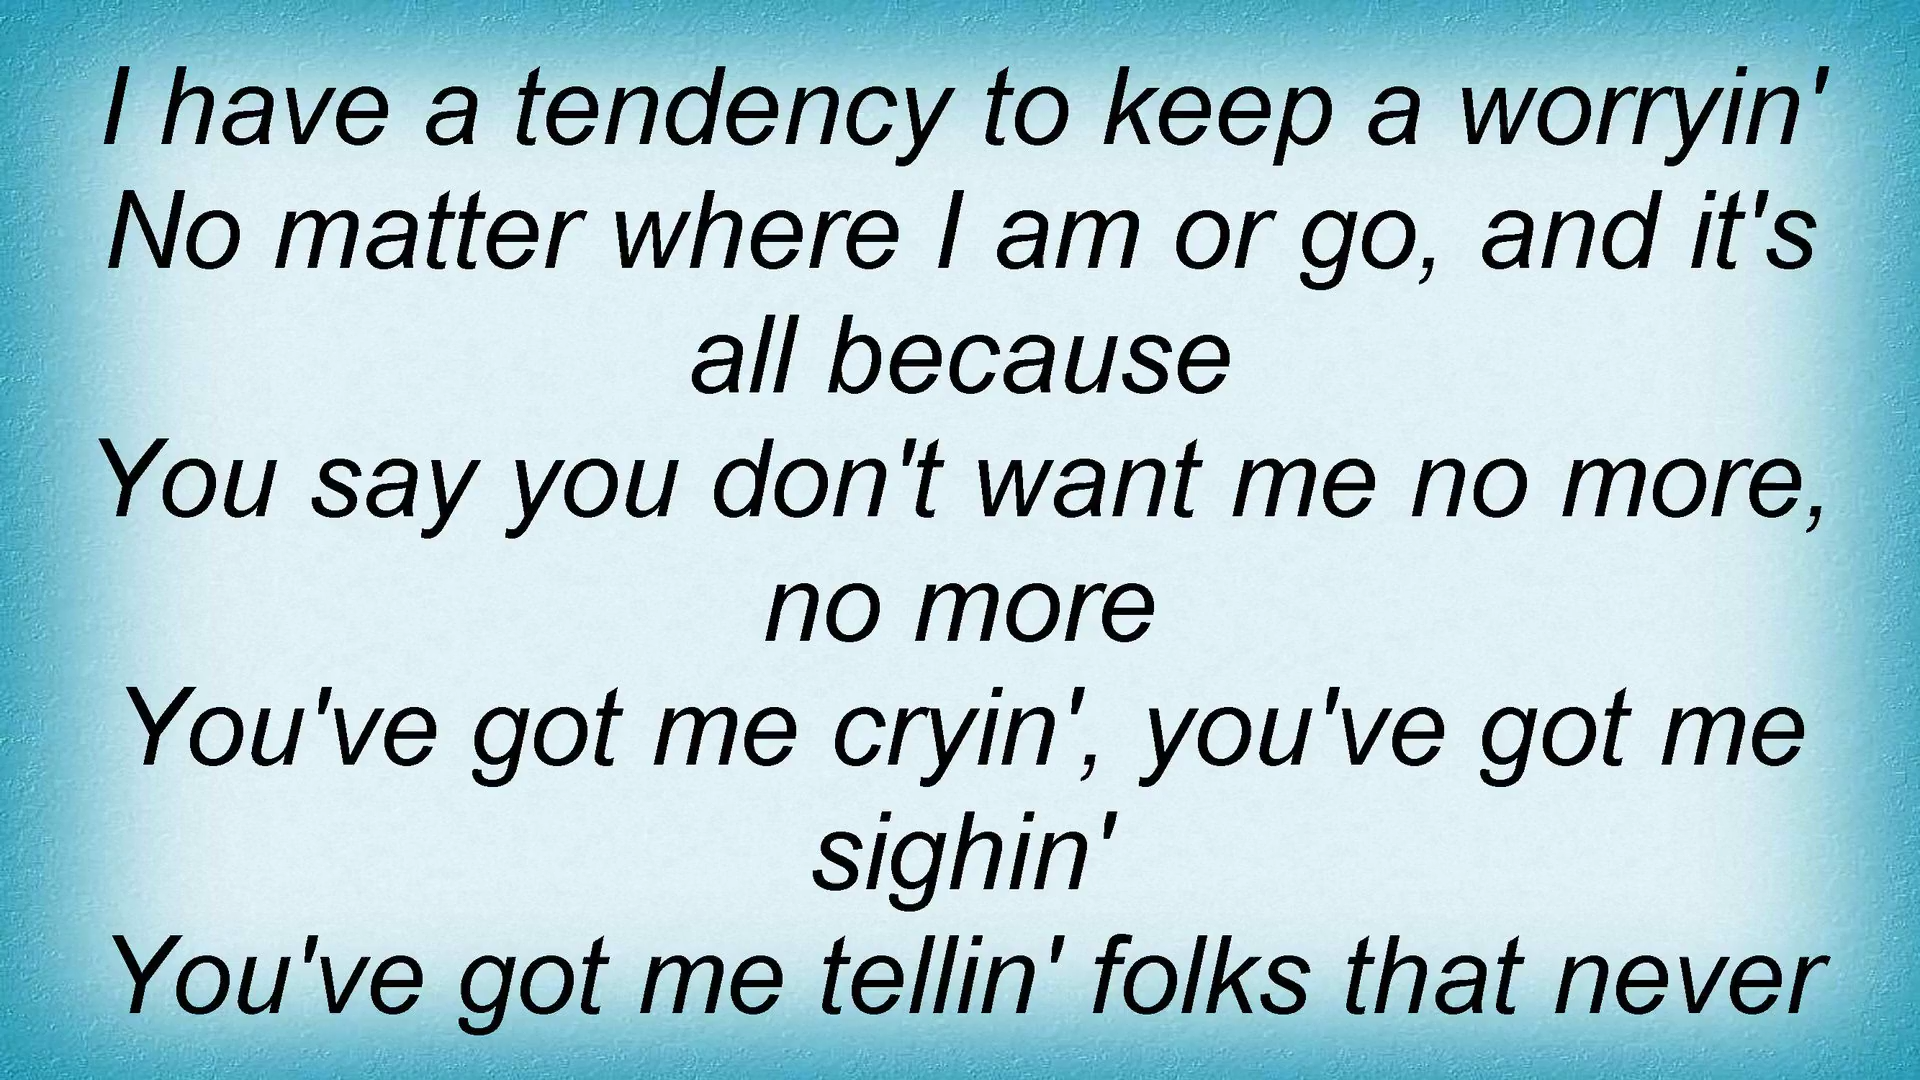 I have a tendency to keep a worryin'
No matter where I am or go, and it's
all because
You say you don't want me no more,
no more
You've got me cryin', you've got me
sighin'
You've got me tellin' folks that never